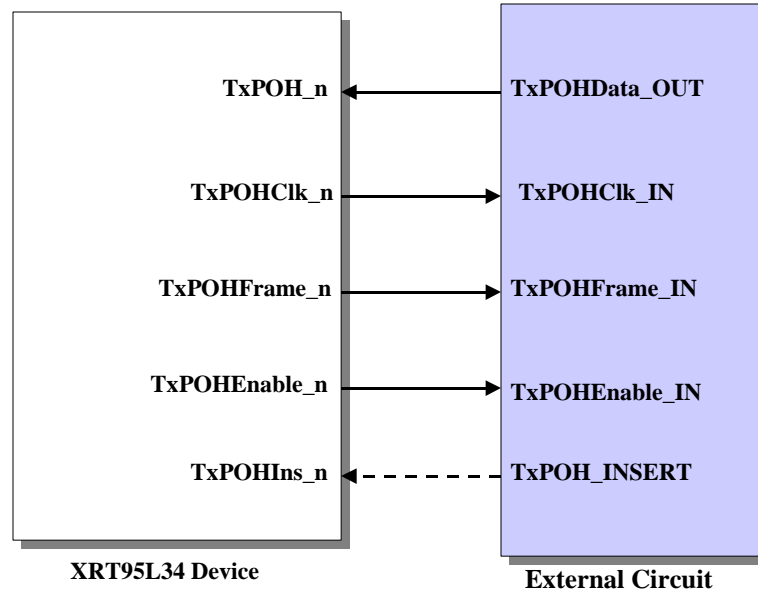 TxPOH_n
TxPOHData_OUT
TxPOHClk_n
TxPOHClk_IN
TxPOHFrame_n
TxPOHFrame_IN
TxPOHEnable_n
TxPOHEnable_IN
TxPOHIns_n
TxPOH_INSERT
XRT95L34 Device
External Circuit